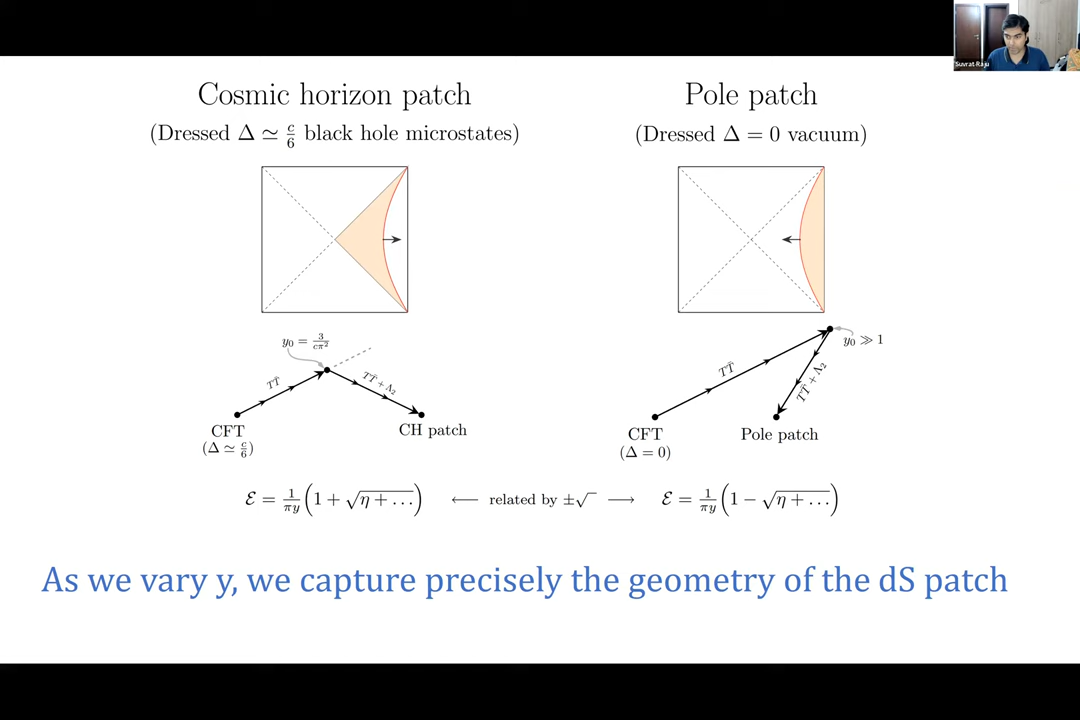 Suvrat Raju
Cosmic horizon patch
(Dressed Δ ≃ c/6 black hole microstates)
y₀ = 3/(cπ²)
TT̄
TT̄ + Λ₂
CFT
(Δ ≃ c/6)
CH patch
ℰ = 1/(πy) (1 + √(η + …))
⟵ related by ±√ ⟶
Pole patch
(Dressed Δ = 0 vacuum)
y₀ ≫ 1
TT̄
TT̄ + Λ₂
CFT
(Δ = 0)
Pole patch
ℰ = 1/(πy) (1 − √(η + …))
As we vary y, we capture precisely the geometry of the dS patch